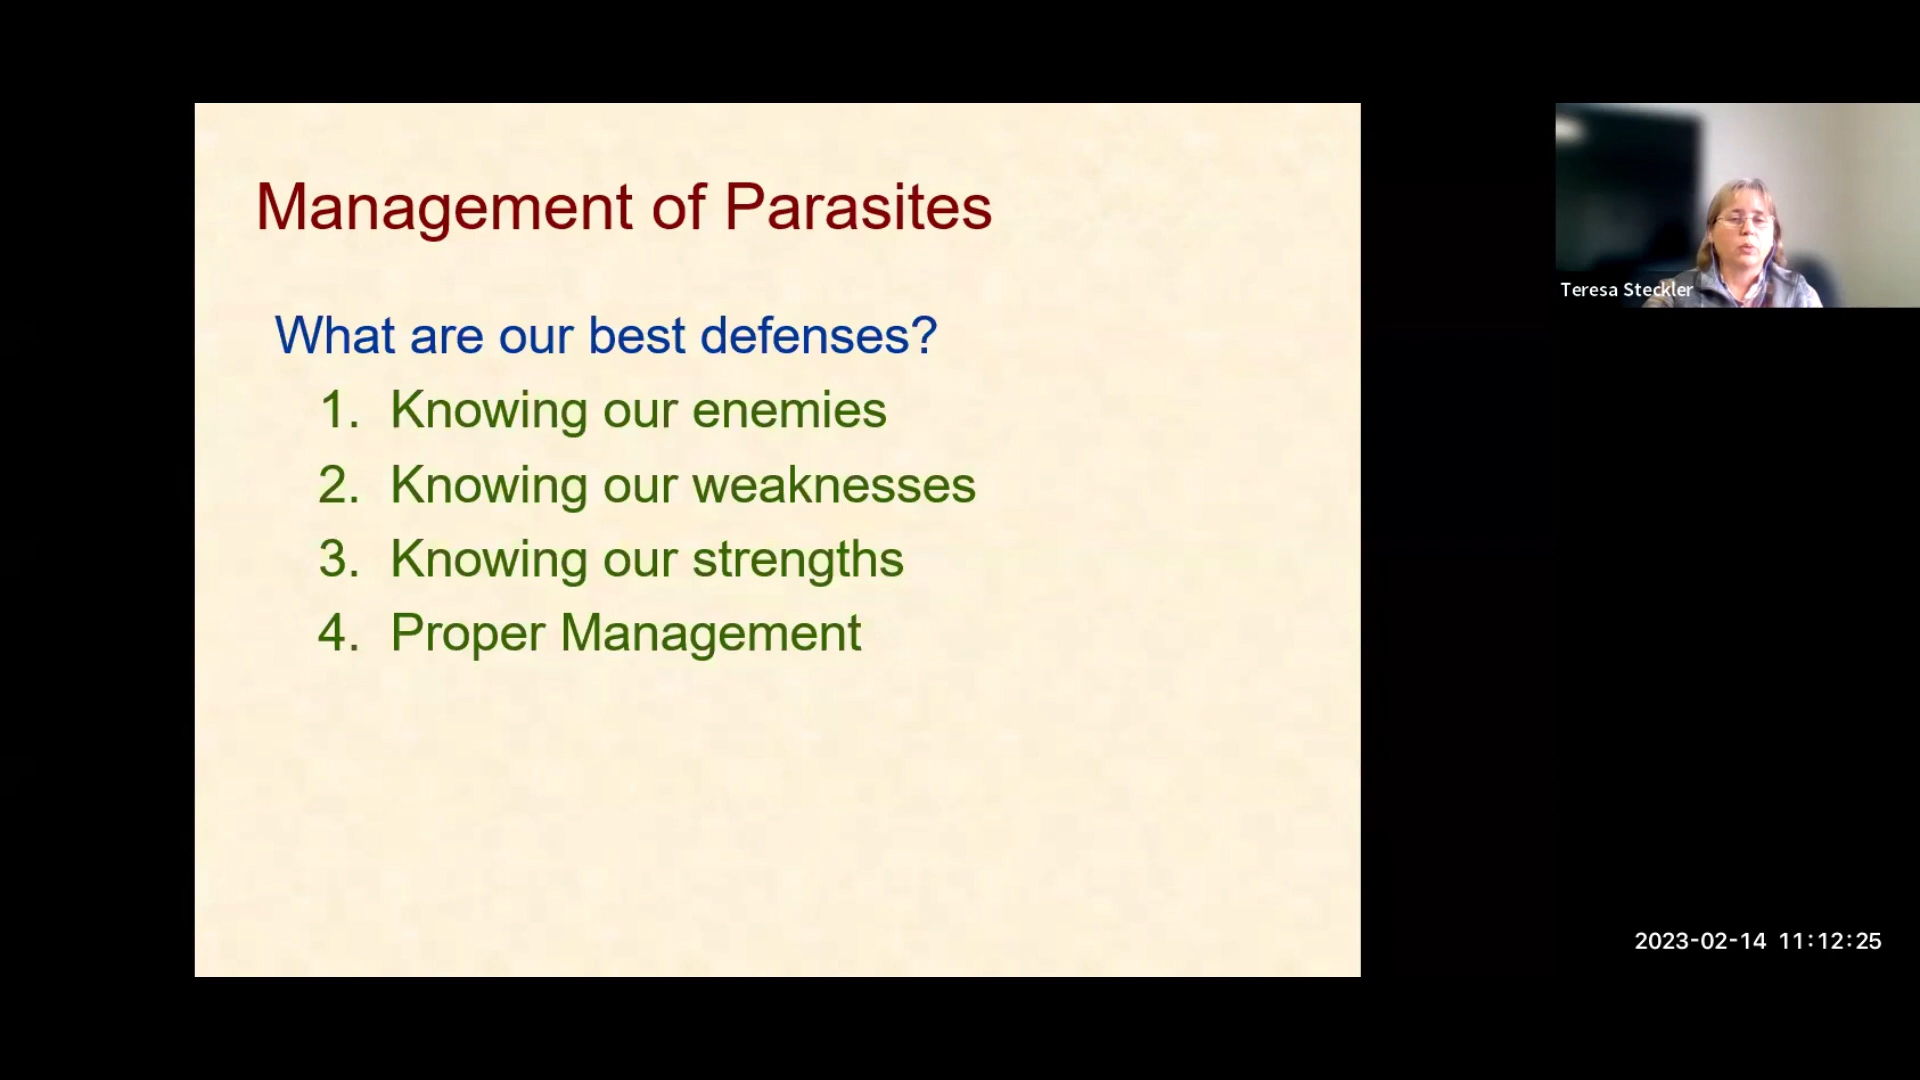 Management of Parasites
What are our best defenses?
1. Knowing our enemies
2. Knowing our weaknesses
3. Knowing our strengths
4. Proper Management
Teresa Steckler
2023-02-14 11:12:25